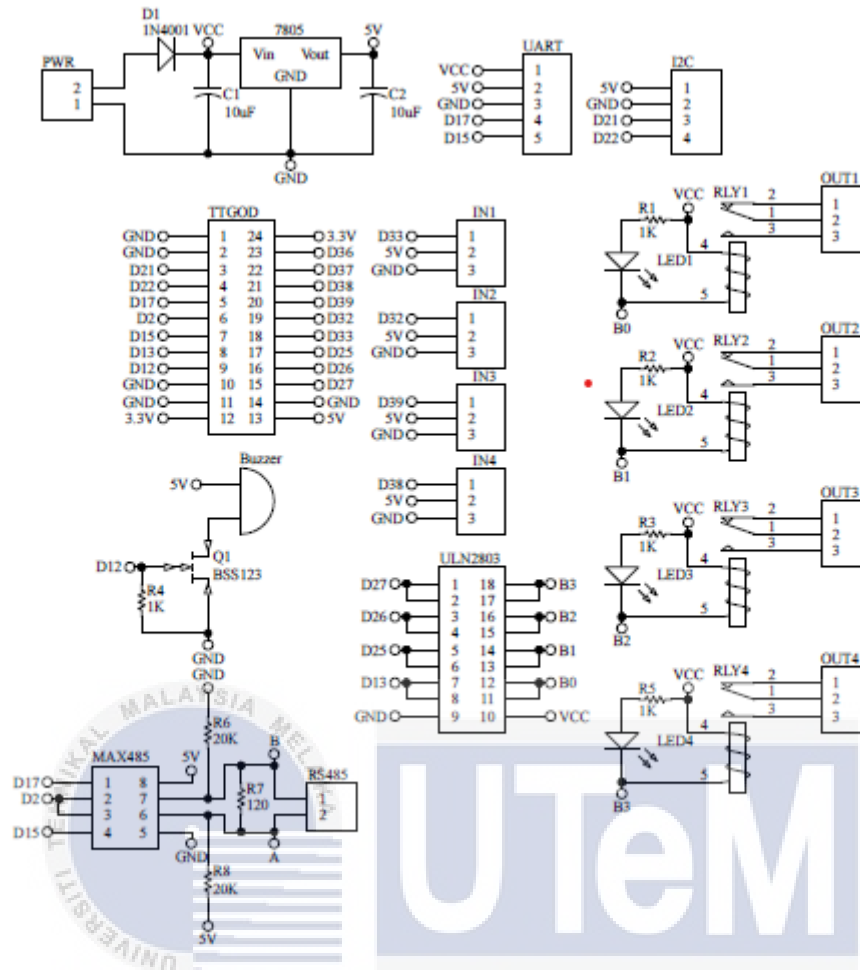 D1
1N4001
VCC
7805
5V
Vin
Vout
GND
PWR
2
1
C1
10uF
C2
10uF
GND
UART
VCC 1
5V 2
GND 3
D17 4
D15 5
I2C
5V 1
GND 2
D21 3
D22 4
TTGOD
GND 1 24 3.3V
GND 2 23 D36
D21 3 22 D37
D22 4 21 D38
D17 5 20 D39
D2 6 19 D32
D15 7 18 D33
D13 8 17 D25
D12 9 16 D26
GND 10 15 D27
GND 11 14 GND
3.3V 12 13 5V
IN1
D33 1
5V 2
GND 3
IN2
D32 1
5V 2
GND 3
IN3
D39 1
5V 2
GND 3
IN4
D38 1
5V 2
GND 3
RLY1
OUT1
VCC
R1
1K
2 1
1 2
3 3
4
LED1
5
B0
RLY2
OUT2
VCC
R2
1K
2 1
1 2
3 3
4
LED2
5
B1
RLY3
OUT3
VCC
R3
1K
2 1
1 2
3 3
4
LED3
5
B2
RLY4
OUT4
VCC
R5
1K
2 1
1 2
3 3
4
LED4
5
B3
Buzzer
5V
Q1
BSS123
D12
R4
1K
GND
GND
ULN2803
D27 1 18 B3
2 17
D26 3 16 B2
4 15
D25 5 14 B1
6 13
D13 7 12 B0
8 11
GND 9 10 VCC
R6
20K
MAX485
5V
B
RS485
D17 1 8
D2 2 7
3 6
D15 4 5
R7
120
1
2
GND
A
R8
20K
5V
UNIVERSITI TEKNIKAL MALAYSIA MELAKA
UTeM